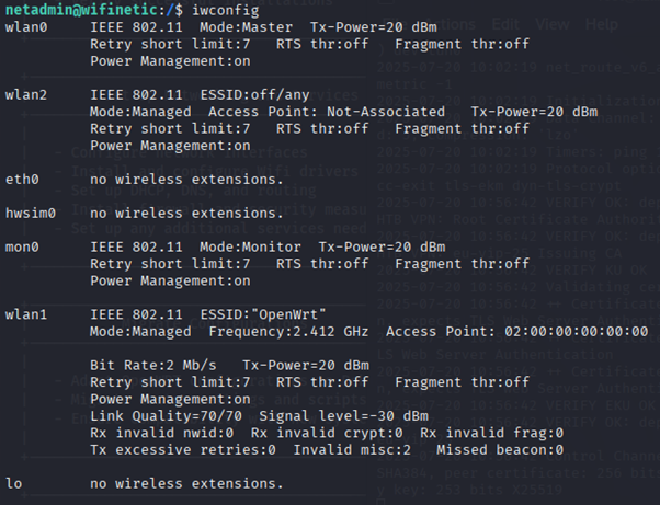 netadmin@wifinetic:/$ iwconfig
wlan0     IEEE 802.11  Mode:Master  Tx-Power=20 dBm
          Retry short limit:7   RTS thr:off   Fragment thr:off
          Power Management:on

wlan2     IEEE 802.11  ESSID:off/any
          Mode:Managed  Access Point: Not-Associated   Tx-Power=20 dBm
          Retry short limit:7   RTS thr:off   Fragment thr:off
          Power Management:on

eth0      no wireless extensions.

hwsim0    no wireless extensions.

mon0      IEEE 802.11  Mode:Monitor  Tx-Power=20 dBm
          Retry short limit:7   RTS thr:off   Fragment thr:off
          Power Management:on

wlan1     IEEE 802.11  ESSID:"OpenWrt"
          Mode:Managed  Frequency:2.412 GHz  Access Point: 02:00:00:00:00:00

          Bit Rate:2 Mb/s   Tx-Power=20 dBm
          Retry short limit:7   RTS thr:off   Fragment thr:off
          Power Management:on
          Link Quality=70/70  Signal level=-30 dBm
          Rx invalid nwid:0  Rx invalid crypt:0  Rx invalid frag:0
          Tx excessive retries:0  Invalid misc:2   Missed beacon:0

lo        no wireless extensions.